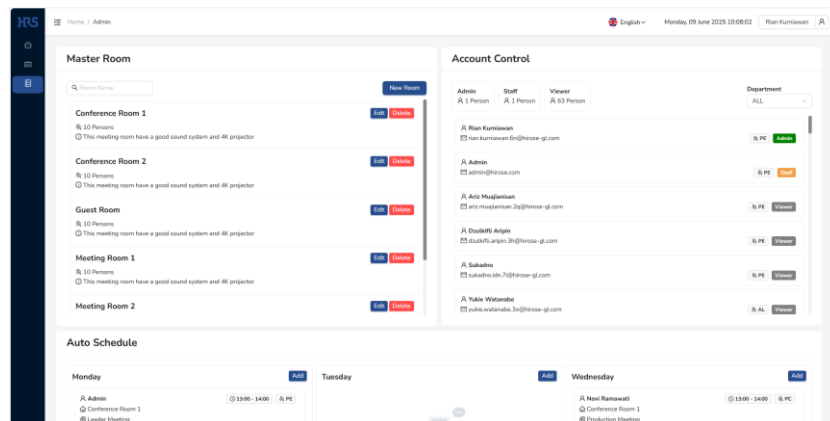 HRS
Home / Admin
English
Monday, 09 June 2025 10:08:02
Rian Kurniawan
Master Room
Room Name
New Room
Conference Room 1
Edit Delete
10 Persons
This meeting room have a good sound system and 4K projector
Conference Room 2
Edit Delete
10 Persons
This meeting room have a good sound system and 4K projector
Guest Room
Edit Delete
10 Persons
This meeting room have a good sound system and 4K projector
Meeting Room 1
Edit Delete
10 Persons
This meeting room have a good sound system and 4K projector
Meeting Room 2
Edit Delete
Account Control
Admin
1 Person
Staff
1 Person
Viewer
63 Person
Department
ALL
Rian Kurniawan
rian.kurniawan.6n@hirose-gl.com
PE Admin
Admin
admin@hirose.com
PE Staff
Ariz Muajianisan
ariz.muajianisan.2q@hirose-gl.com
PE Viewer
Dzulkifli Aripin
dzulkifli.aripin.3h@hirose-gl.com
PE Viewer
Sukadno
sukadno.idn.7i@hirose-gl.com
PE Viewer
Yukie Watanabe
yukie.watanabe.3x@hirose-gl.com
AL Viewer
Auto Schedule
Monday
Add
Admin
13:00 - 14:00 PE
Conference Room 1
Leader Meeting
Tuesday
Add
Wednesday
Add
Novi Ramawati
13:00 - 14:00 PC
Conference Room 1
Production Meeting